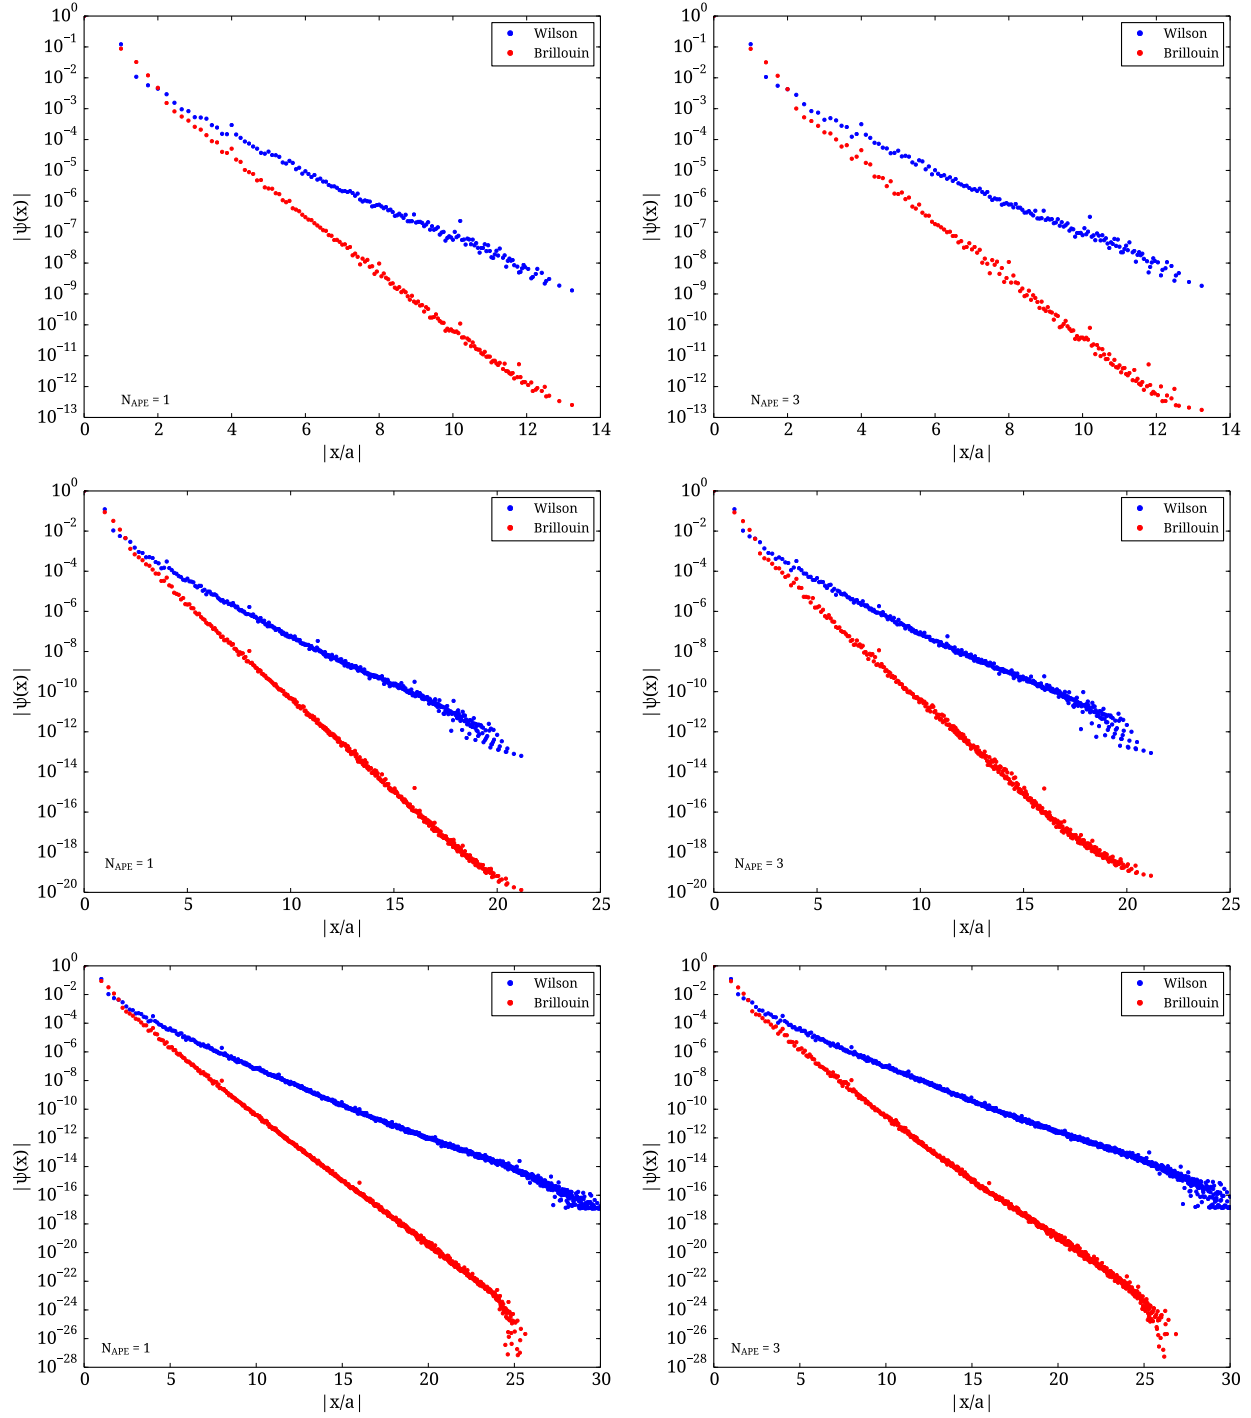 10^0
10^-1
10^-2
10^-3
10^-4
10^-5
10^-6
10^-7
10^-8
10^-9
10^-10
10^-11
10^-12
10^-13
|ψ(x)|
Wilson
Brillouin
N_APE = 1
0 2 4 6 8 10 12 14
|x/a|
10^0
10^-1
10^-2
10^-3
10^-4
10^-5
10^-6
10^-7
10^-8
10^-9
10^-10
10^-11
10^-12
10^-13
|ψ(x)|
Wilson
Brillouin
N_APE = 3
0 2 4 6 8 10 12 14
|x/a|
10^0
10^-2
10^-4
10^-6
10^-8
10^-10
10^-12
10^-14
10^-16
10^-18
10^-20
|ψ(x)|
Wilson
Brillouin
N_APE = 1
0 5 10 15 20 25
|x/a|
10^0
10^-2
10^-4
10^-6
10^-8
10^-10
10^-12
10^-14
10^-16
10^-18
10^-20
|ψ(x)|
Wilson
Brillouin
N_APE = 3
0 5 10 15 20 25
|x/a|
10^0
10^-2
10^-4
10^-6
10^-8
10^-10
10^-12
10^-14
10^-16
10^-18
10^-20
10^-22
10^-24
10^-26
10^-28
|ψ(x)|
Wilson
Brillouin
N_APE = 1
0 5 10 15 20 25 30
|x/a|
10^0
10^-2
10^-4
10^-6
10^-8
10^-10
10^-12
10^-14
10^-16
10^-18
10^-20
10^-22
10^-24
10^-26
10^-28
|ψ(x)|
Wilson
Brillouin
N_APE = 3
0 5 10 15 20 25 30
|x/a|